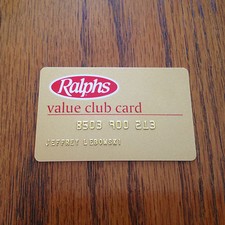 Ralphs
value club card
8503 900 213
JEFFREY LEBOWSKI